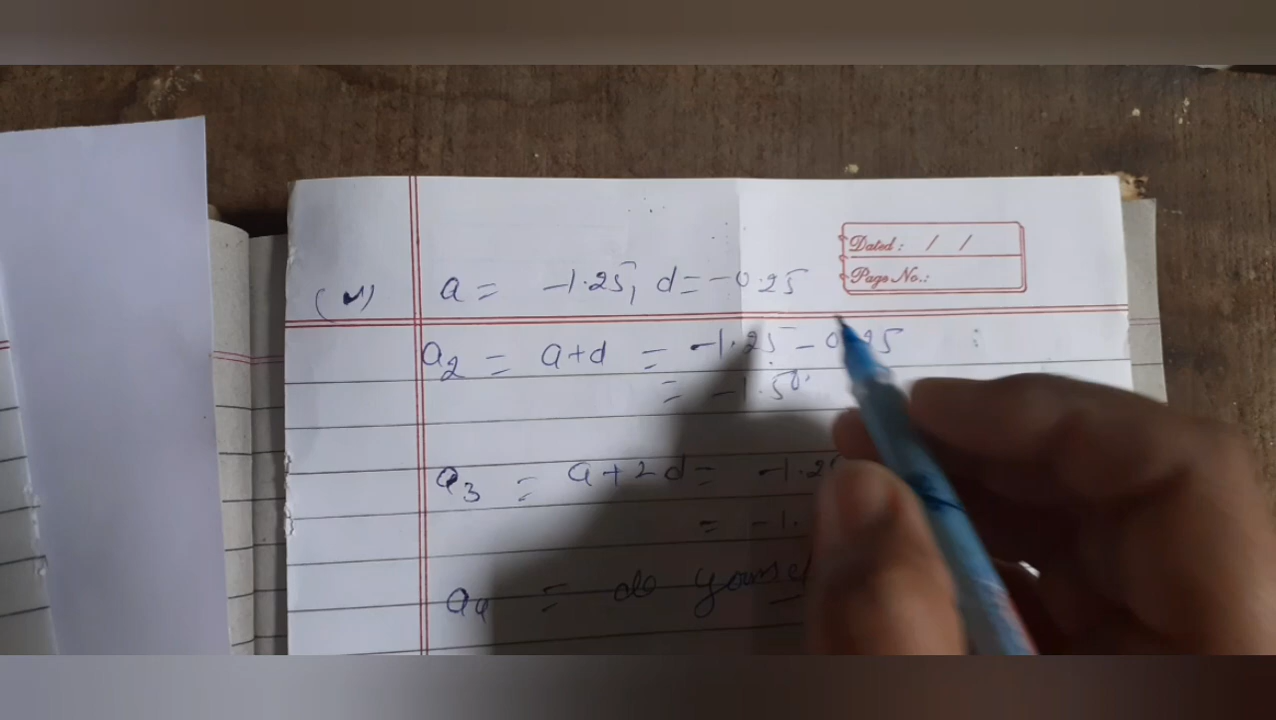 Dated : / /
Page No.:
(v) a = -1.25, d = -0.25
a2 = a+d = -1.25 - 0.25
= -1.50
a3 = a+2d = -1.2
= -1.
a4 = do